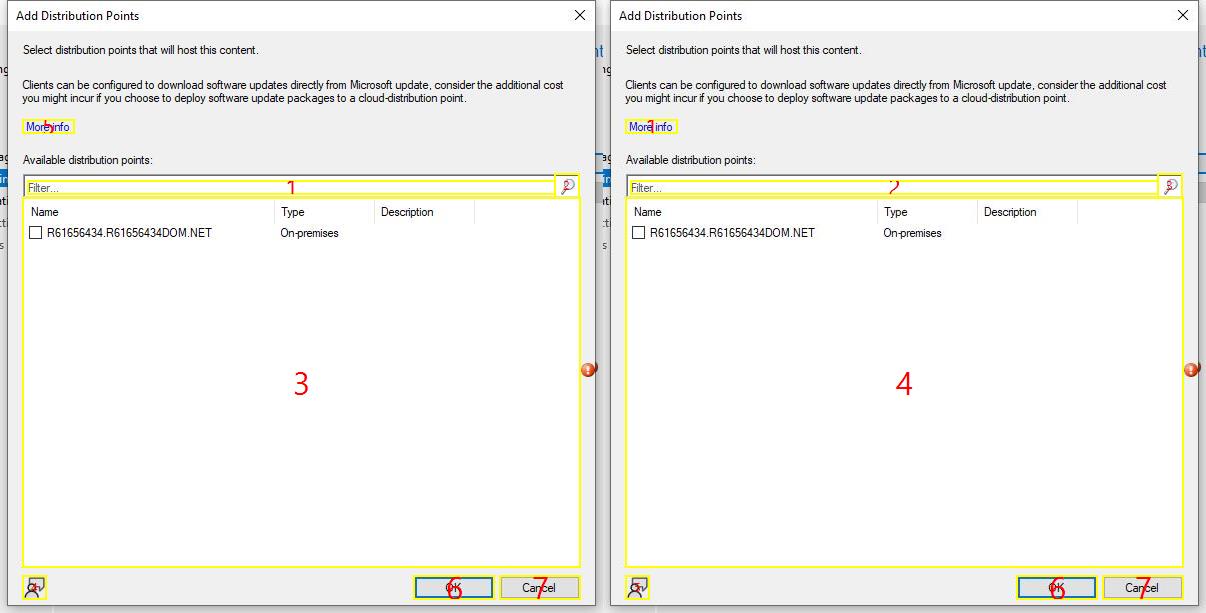 Add Distribution Points
Select distribution points that will host this content.
Clients can be configured to download software updates directly from Microsoft update, consider the additional cost
you might incur if you choose to deploy software update packages to a cloud-distribution point.
More info
5
Available distribution points:
Filter...
1
2
Name Type Description
R61656434.R61656434DOM.NET On-premises
3
OK
6
Cancel
7
Add Distribution Points
Select distribution points that will host this content.
Clients can be configured to download software updates directly from Microsoft update, consider the additional cost
you might incur if you choose to deploy software update packages to a cloud-distribution point.
More info
1
Available distribution points:
Filter...
2
3
Name Type Description
R61656434.R61656434DOM.NET On-premises
4
5
OK
6
Cancel
7